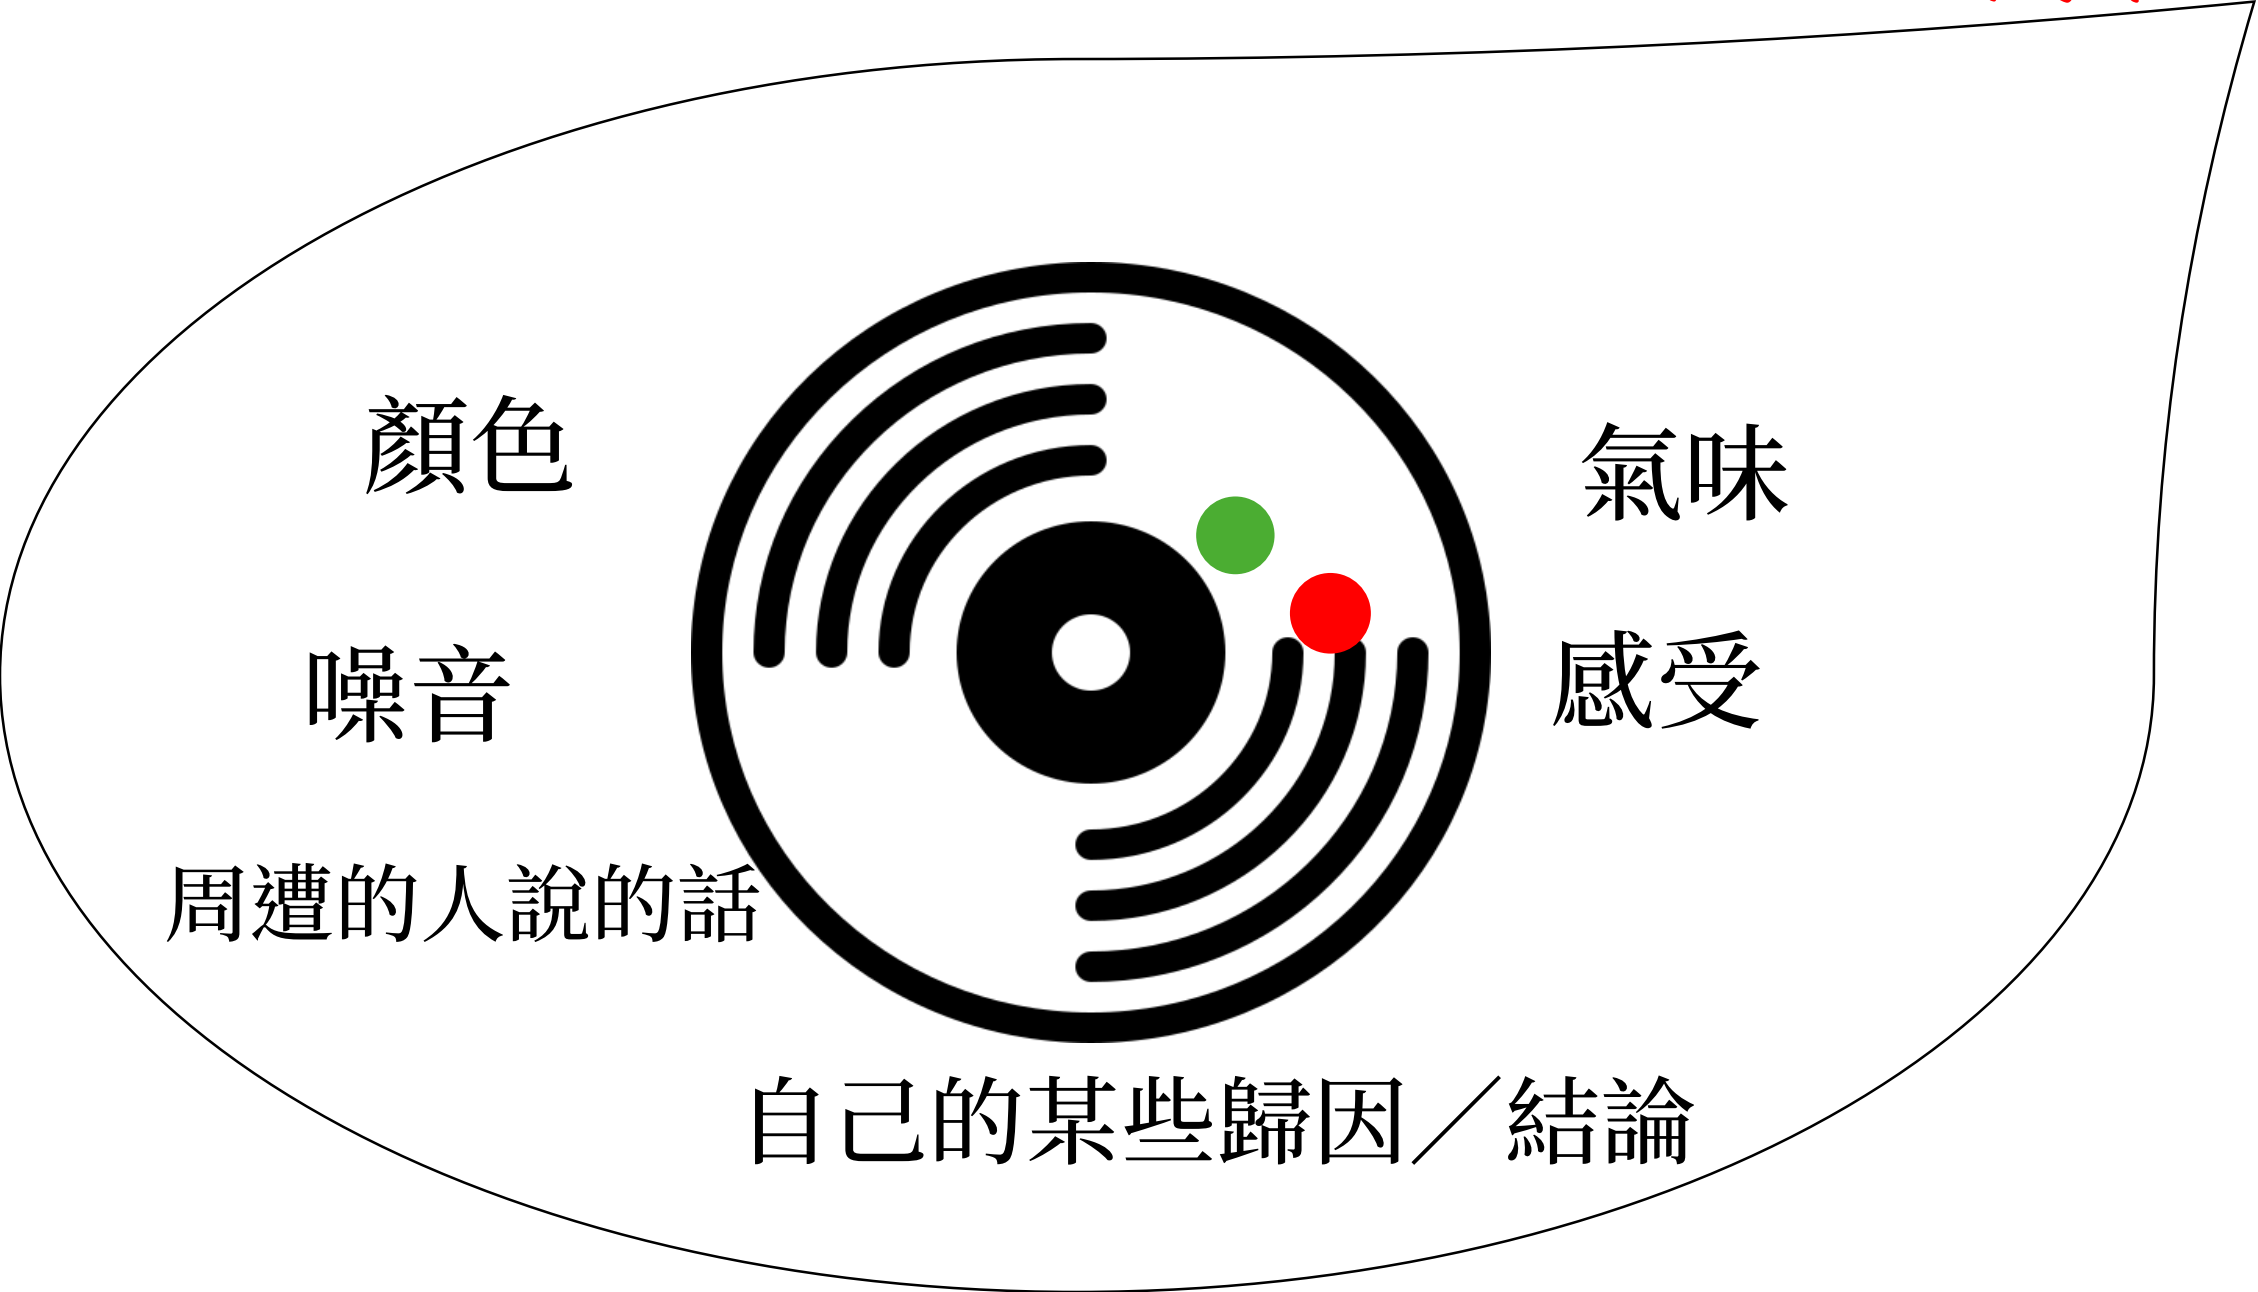 顏色
氣味
噪音
感受
周遭的人說的話
自己的某些歸因／結論